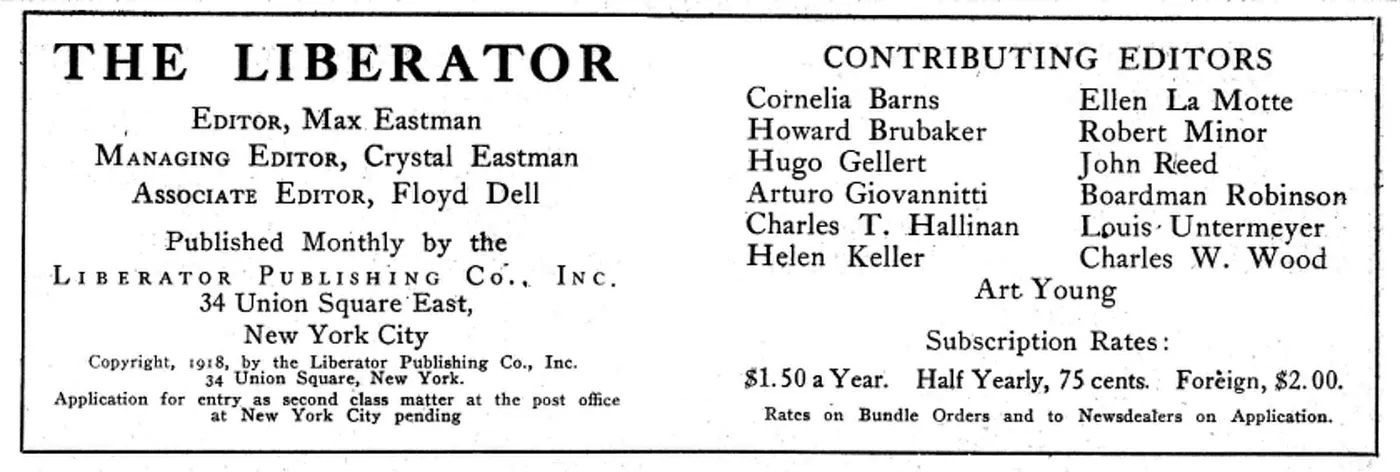 THE LIBERATOR
EDITOR, Max Eastman
MANAGING EDITOR, Crystal Eastman
ASSOCIATE EDITOR, Floyd Dell
Published Monthly by the
LIBERATOR PUBLISHING CO., INC.
34 Union Square East,
New York City
Copyright, 1918, by the Liberator Publishing Co., Inc.
34 Union Square, New York.
Application for entry as second class matter at the post office
at New York City pending
CONTRIBUTING EDITORS
Cornelia Barns
Howard Brubaker
Hugo Gellert
Arturo Giovannitti
Charles T. Hallinan
Helen Keller
Ellen La Motte
Robert Minor
John Reed
Boardman Robinson
Louis Untermeyer
Charles W. Wood
Art Young
Subscription Rates:
$1.50 a Year. Half Yearly, 75 cents. Foreign, $2.00.
Rates on Bundle Orders and to Newsdealers on Application.